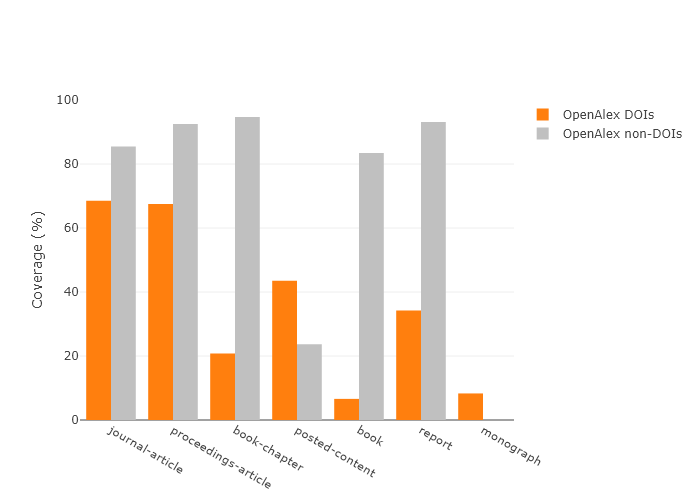 100
80
60
40
20
0
Coverage (%)
journal-article
proceedings-article
book-chapter
posted-content
book
report
monograph
OpenAlex DOIs
OpenAlex non-DOIs